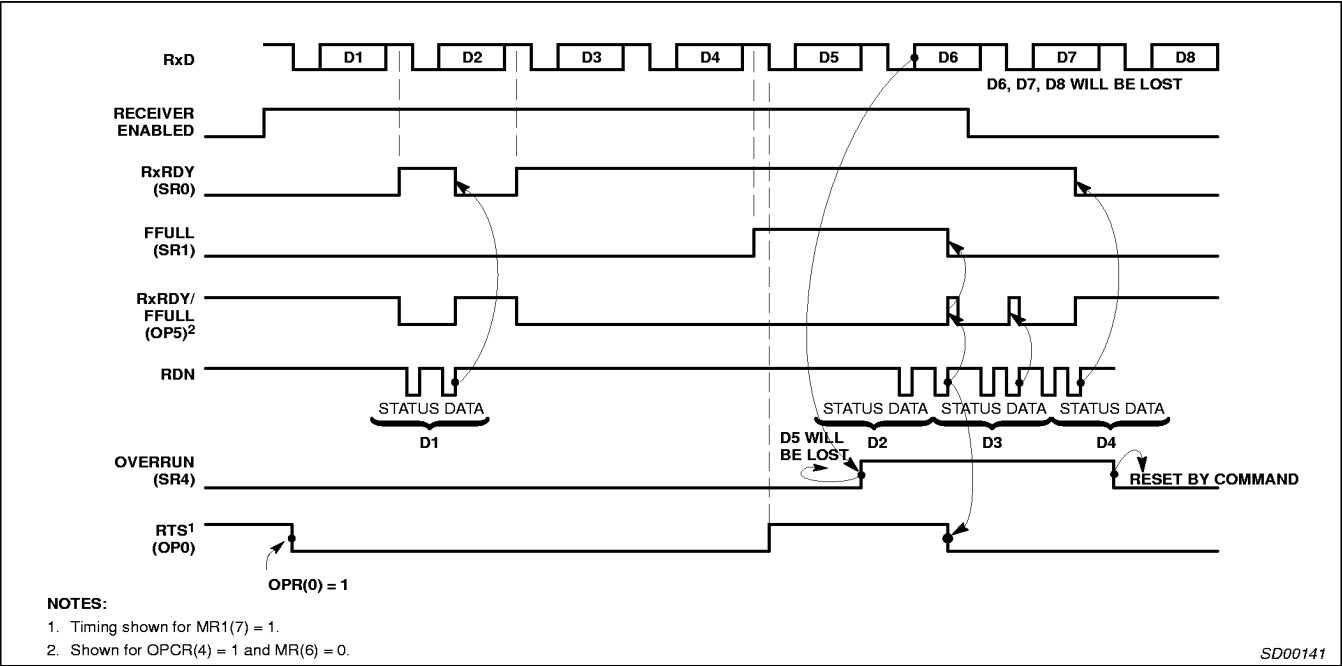 RxD
D1 D2 D3 D4 D5 D6 D7 D8
D6, D7, D8 WILL BE LOST
RECEIVER
ENABLED
RxRDY
(SR0)
FFULL
(SR1)
RxRDY/
FFULL
(OP5)2
RDN
STATUS DATA
D1
STATUS DATA STATUS DATA STATUS DATA
D2 D3 D4
D5 WILL
BE LOST
OVERRUN
(SR4)
RESET BY COMMAND
RTS1
(OP0)
OPR(0) = 1
NOTES:
1. Timing shown for MR1(7) = 1.
2. Shown for OPCR(4) = 1 and MR(6) = 0.
SD00141